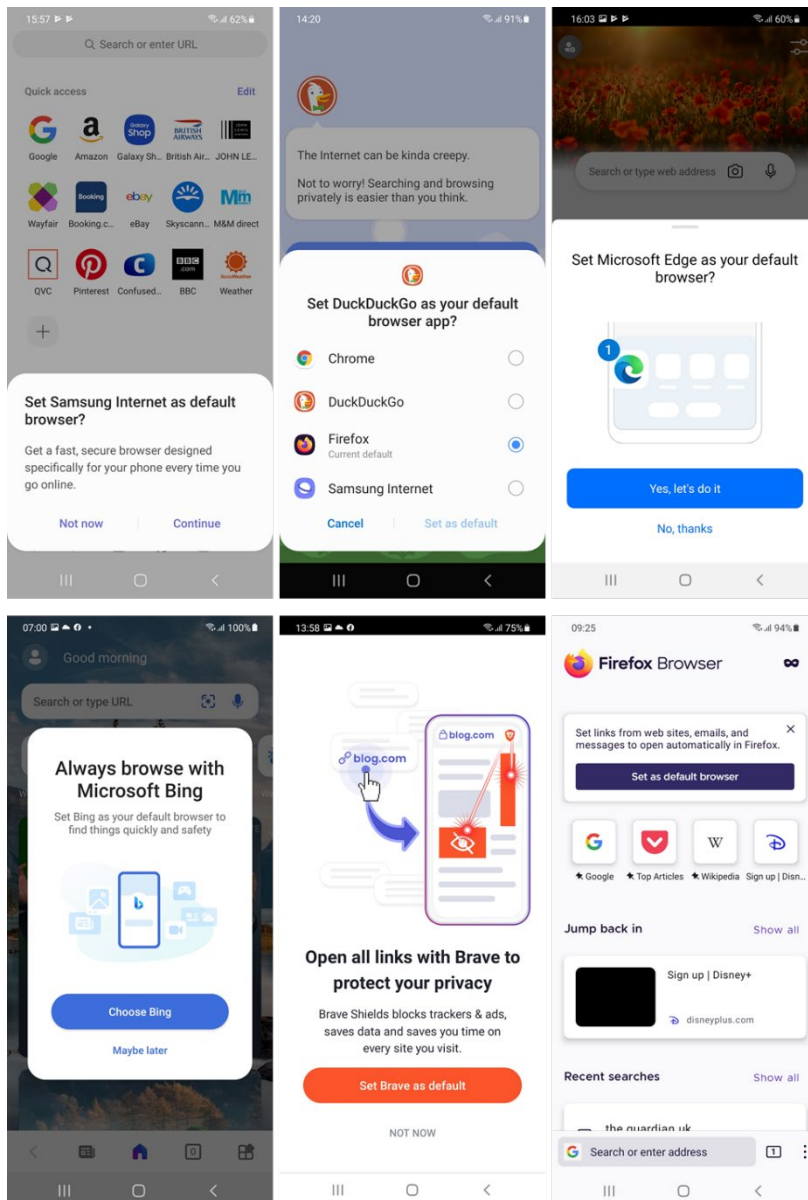 15:57
62%
Search or enter URL
Quick access
Edit
Google
Amazon
Galaxy Shop
Galaxy Sh...
BRITISH AIRWAYS
British Air...
JOHN LE...
Wayfair
Booking
Booking.c...
ebay
eBay
Skyscann...
Mm
M&M direct
QVC
Pinterest
Confused...
BBC
.com
BBC
AccuWeather
Weather
Set Samsung Internet as default
browser?
Get a fast, secure browser designed
specifically for your phone every time you
go online.
Not now
Continue
14:20
91%
The Internet can be kinda creepy.
Not to worry! Searching and browsing
privately is easier than you think.
Set DuckDuckGo as your default
browser app?
Chrome
DuckDuckGo
Firefox
Current default
Samsung Internet
Cancel
Set as default
16:03
60%
Search or type web address
Set Microsoft Edge as your default
browser?
1
Yes, let's do it
No, thanks
07:00
100%
Good morning
Search or type URL
Always browse with
Microsoft Bing
Set Bing as your default browser to
find things quickly and safety
Choose Bing
Maybe later
0
13:58
75%
blog.com
blog.com
Open all links with Brave to
protect your privacy
Brave Shields blocks trackers & ads,
saves data and saves you time on
every site you visit.
Set Brave as default
NOT NOW
09:25
94%
Firefox Browser
Set links from web sites, emails, and
messages to open automatically in Firefox.
Set as default browser
Google
Top Articles
W
Wikipedia
Sign up | Disn...
Jump back in
Show all
Sign up | Disney+
disneyplus.com
Recent searches
Show all
the guardian uk
Search or enter address
1